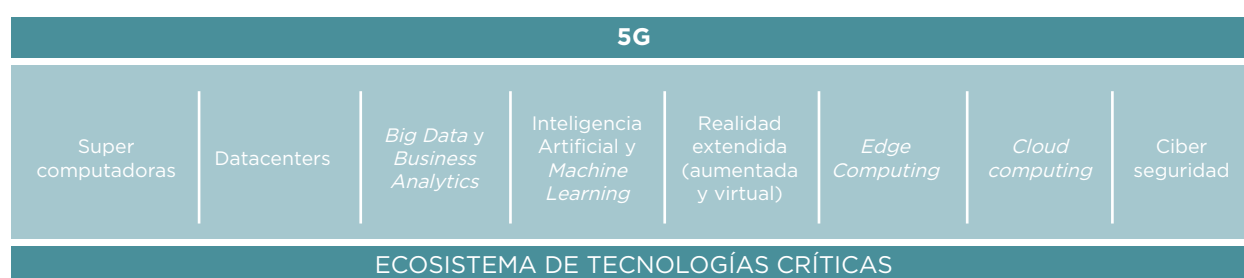 5G
Super
computadoras
Datacenters
Big Data y
Business
Analytics
Inteligencia
Artificial y
Machine
Learning
Realidad
extendida
(aumentada
y virtual)
Edge
Computing
Cloud
computing
Ciber
seguridad
ECOSISTEMA DE TECNOLOGÍAS CRÍTICAS